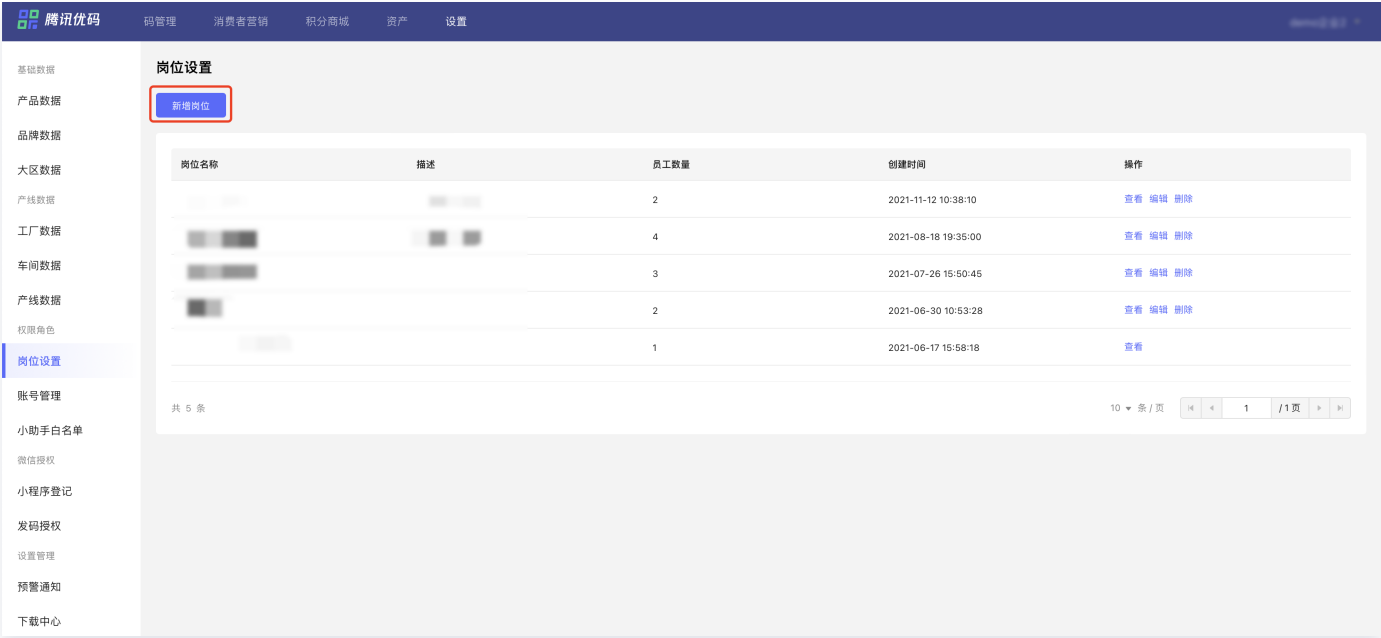 腾讯优码 码管理 消费者营销 积分商城 资产 设置
基础数据
产品数据
品牌数据
大区数据
产线数据
工厂数据
车间数据
产线数据
权限角色
岗位设置
账号管理
小助手白名单
微信授权
小程序登记
发码授权
设置管理
预警通知
下载中心
岗位设置
新增岗位
岗位名称 描述 员工数量 创建时间 操作
2 2021-11-12 10:38:10 查看 编辑 删除
4 2021-08-18 19:35:00 查看 编辑 删除
3 2021-07-26 15:50:45 查看 编辑 删除
2 2021-06-30 10:53:28 查看 编辑 删除
1 2021-06-17 15:58:18 查看
共 5 条 10 条 / 页 1 / 1 页